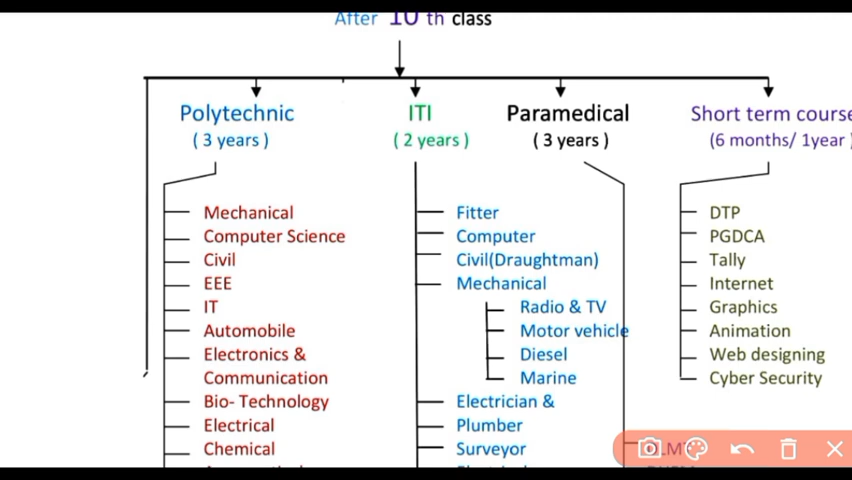 After 10 th class
Polytechnic
( 3 years )
Mechanical
Computer Science
Civil
EEE
IT
Automobile
Electronics &
Communication
Bio- Technology
Electrical
Chemical
ITI
( 2 years )
Fitter
Computer
Civil(Draughtman)
Mechanical
Radio & TV
Motor vehicle
Diesel
Marine
Electrician &
Plumber
Surveyor
Paramedical
( 3 years )
Short term course
(6 months/ 1year )
DTP
PGDCA
Tally
Internet
Graphics
Animation
Web designing
Cyber Security